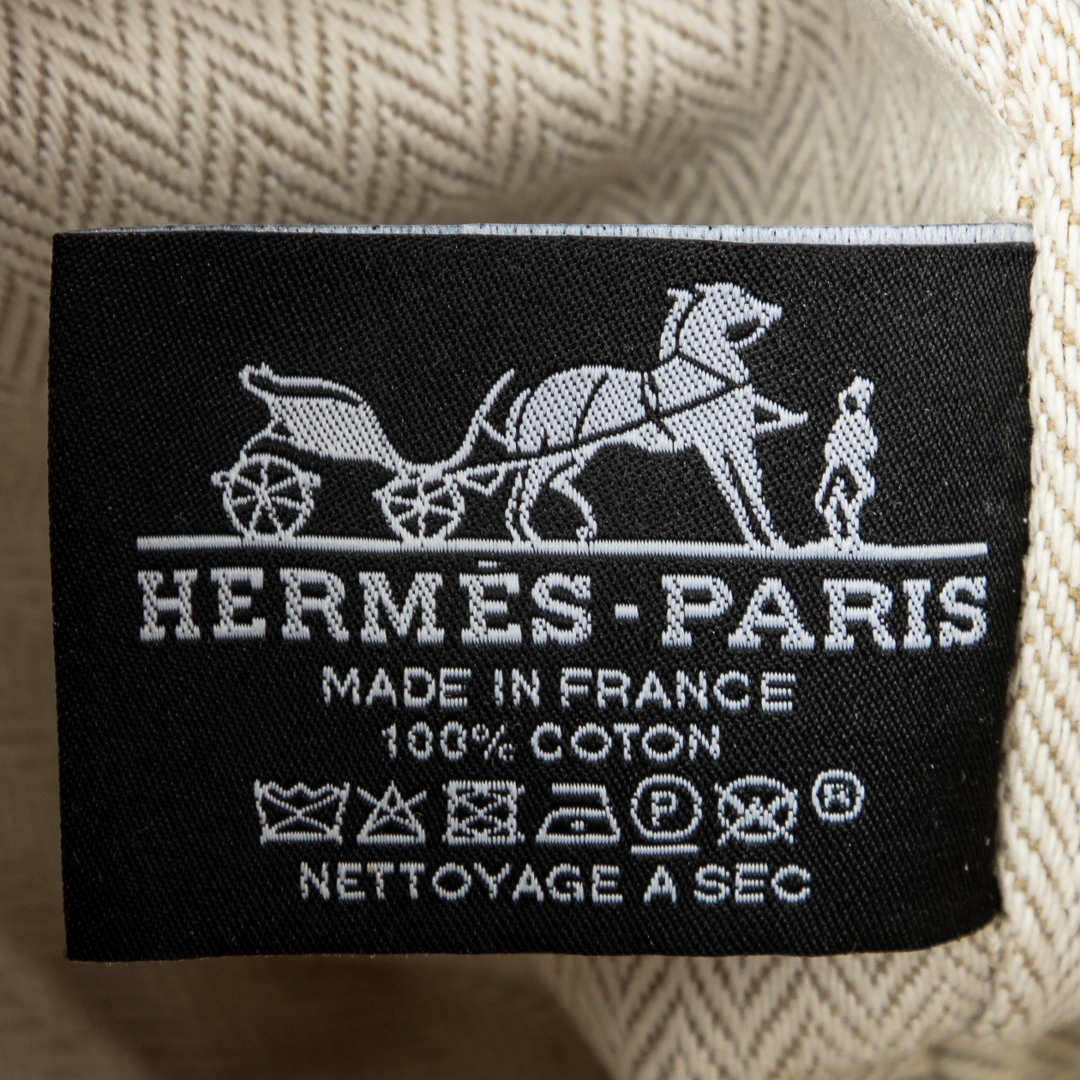 HERMÈS-PARIS
MADE IN FRANCE
100% COTON
P ®
NETTOYAGE A SEC